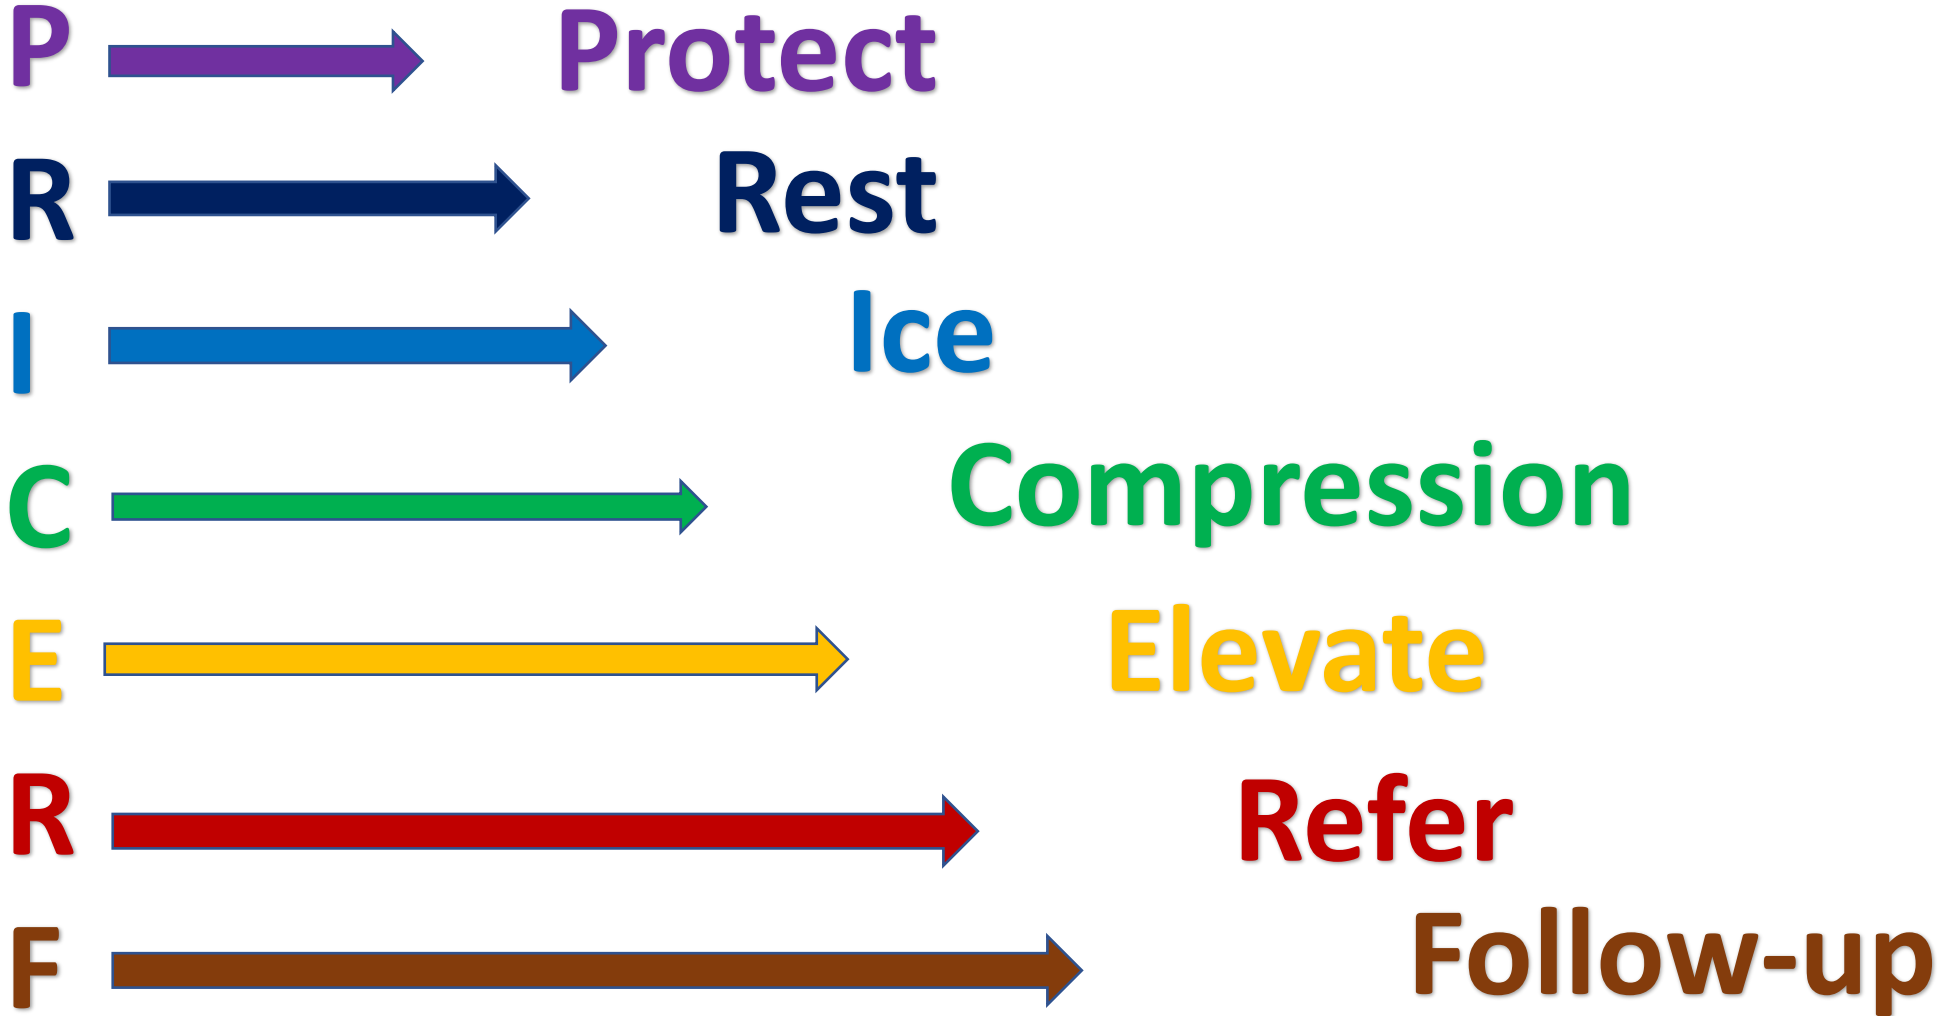 P Protect
R Rest
I Ice
C Compression
E Elevate
R Refer
F Follow-up